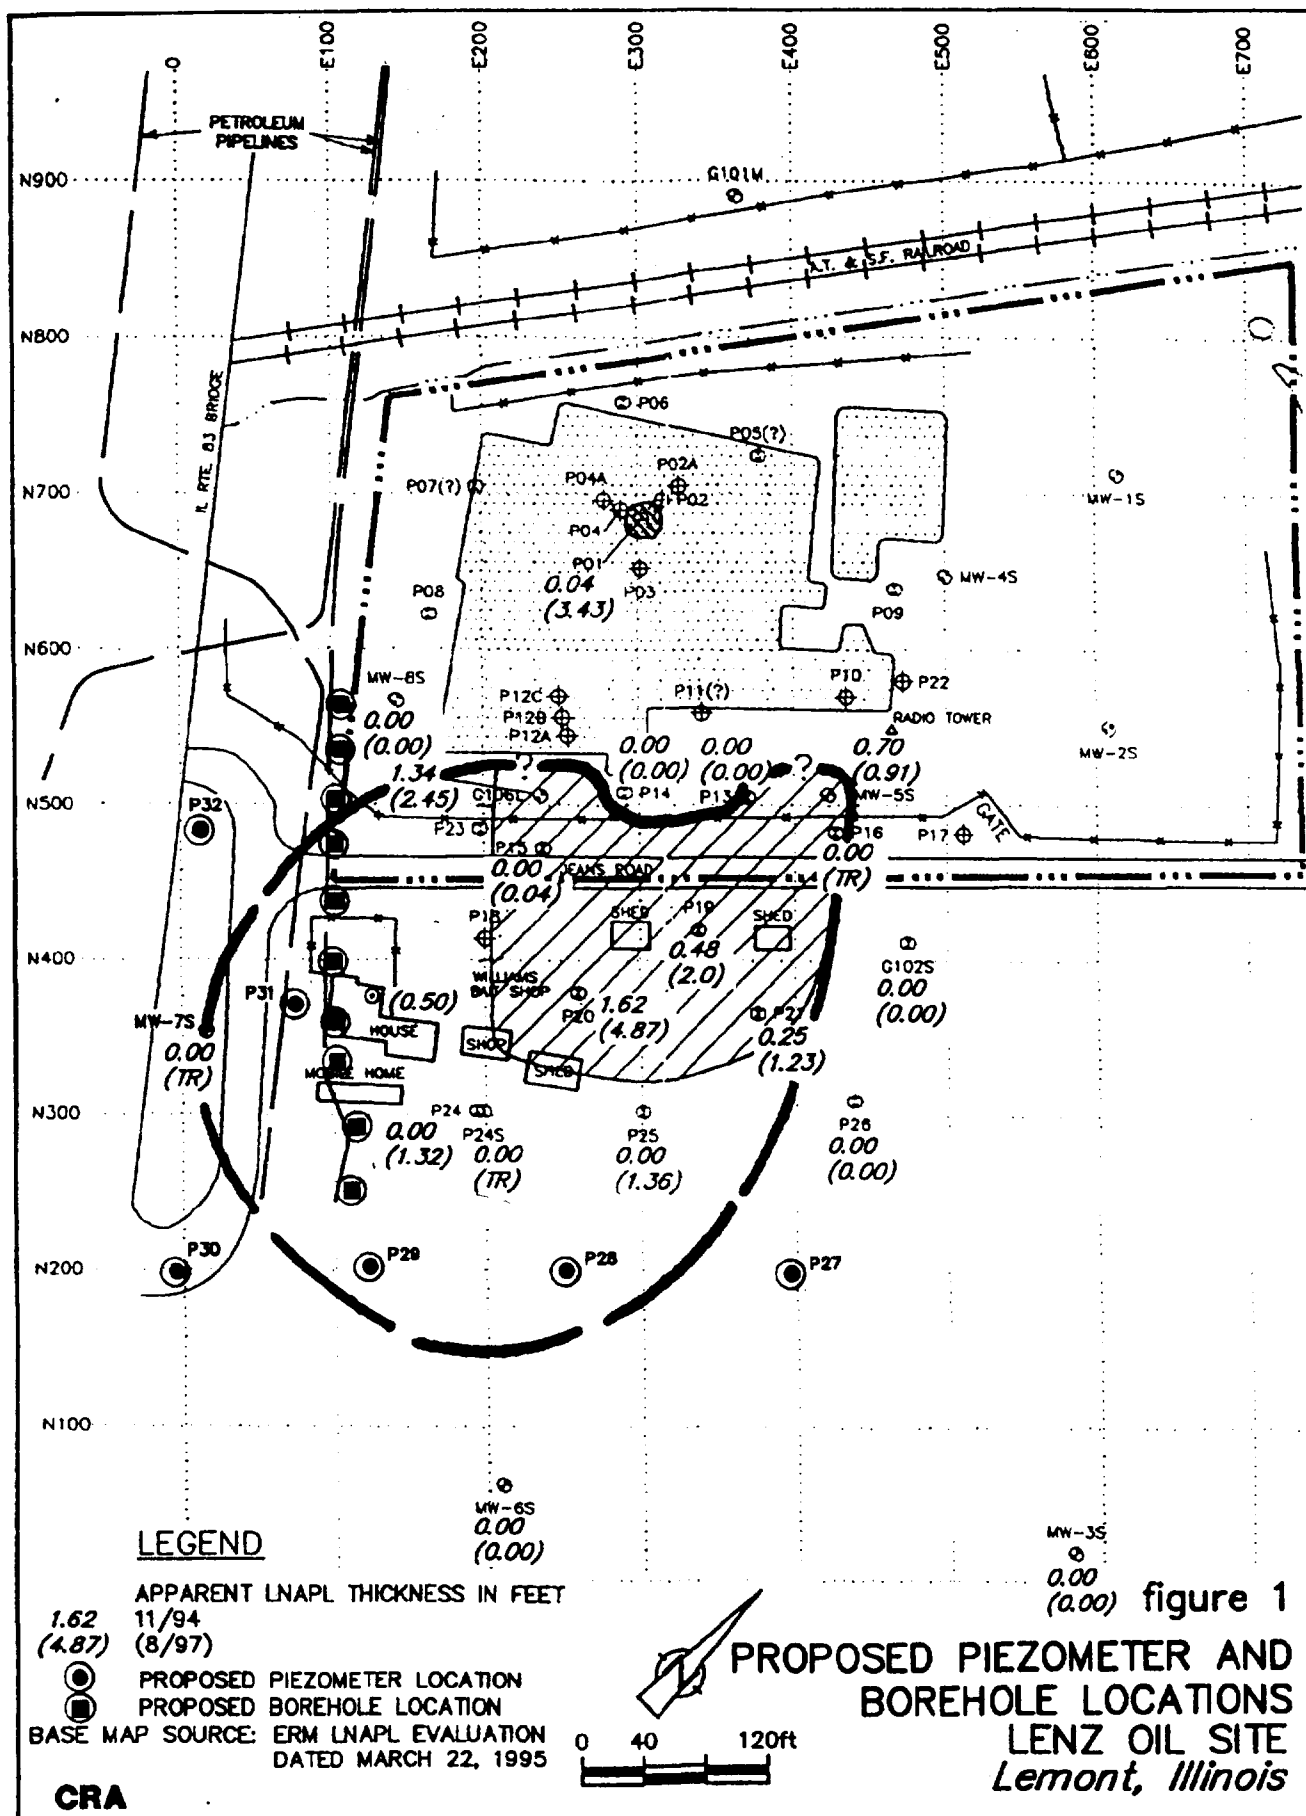 0
E100
E200
E300
E400
E500
E600
E700
PETROLEUM
PIPELINES
N900
G101M
A.T. & S.F. RAILROAD
N800
IL RTE. 83 BRIDGE
P06
P05(?)
P02A
P04A
P07(?)
N700
P02
MW-1S
P04
P01
0.04
(3.43)
P03
MW-4S
P08
P09
N600
MW-8S
0.00
(0.00)
P12C
P12B
P12A
P11(?)
P10
P22
RADIO TOWER
MW-2S
0.00
(0.00)
0.00
(0.00)
0.70
(0.91)
?
?
1.34
(2.45)
G106L
P14
P13
MW-5S
N500
P32
P23
P16
P17
GATE
P15
0.00
(0.04)
0.00
(TR)
JEANS ROAD
P18
SHED
P19
SHED
0.48
(2.0)
N400
G102S
0.00
(0.00)
WILLIAMS
BAIT SHOP
P31
(0.50)
P20
1.62
(4.87)
P21
0.25
(1.23)
MW-7S
0.00
(TR)
HOUSE
SHOP
SHED
MOBILE HOME
N300
0.00
(1.32)
P24
P24S
0.00
(TR)
P25
0.00
(1.36)
P26
0.00
(0.00)
N200
P30
P29
P28
P27
N100
MW-6S
0.00
(0.00)
MW-3S
0.00
(0.00)
LEGEND
APPARENT LNAPL THICKNESS IN FEET
1.62 11/94
(4.87) (8/97)
PROPOSED PIEZOMETER LOCATION
PROPOSED BOREHOLE LOCATION
BASE MAP SOURCE: ERM LNAPL EVALUATION
DATED MARCH 22, 1995
0 40 120ft
figure 1
PROPOSED PIEZOMETER AND
BOREHOLE LOCATIONS
LENZ OIL SITE
Lemont, Illinois
CRA